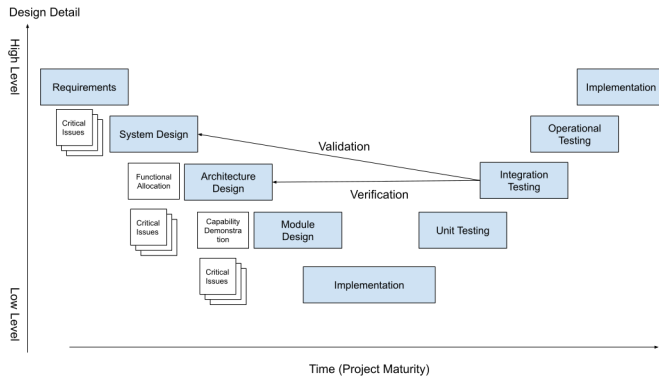 Design Detail
High Level
Requirements
Implementation
Critical
Issues
System Design
Validation
Operational
Testing
Functional
Allocation
Architecture
Design
Verification
Integration
Testing
Critical
Issues
Capability
Demonstra
tion
Module
Design
Unit Testing
Critical
Issues
Implementation
Low Level
Time (Project Maturity)